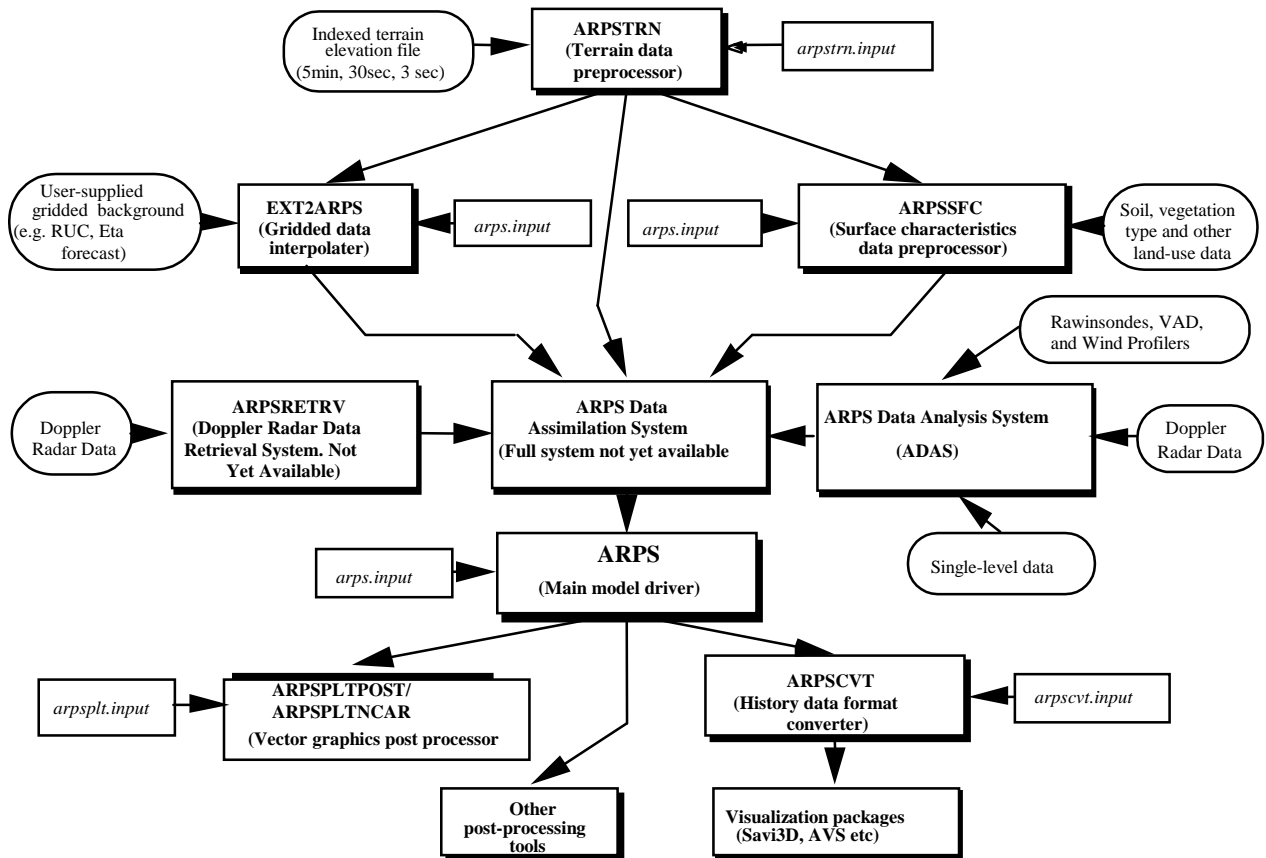 Indexed terrain
elevation file
(5min, 30sec, 3 sec)
ARPSTRN
(Terrain data
preprocessor)
arpstrn.input
User-supplied
gridded background
(e.g. RUC, Eta
forecast)
EXT2ARPS
(Gridded data
interpolater)
arps.input
arps.input
ARPSSFC
(Surface characteristics
data preprocessor)
Soil, vegetation
type and other
land-use data
Rawinsondes, VAD,
and Wind Profilers
Doppler
Radar Data
ARPSRETRV
(Doppler Radar Data
Retrieval System. Not
Yet Available)
ARPS Data
Assimilation System
(Full system not yet available
ARPS Data Analysis System
(ADAS)
Doppler
Radar Data
Single-level data
arps.input
ARPS
(Main model driver)
arpsplt.input
ARPSPLTPOST/
ARPSPLTNCAR
(Vector graphics post processor
ARPSCVT
(History data format
converter)
arpscvt.input
Other
post-processing
tools
Visualization packages
(Savi3D, AVS etc)